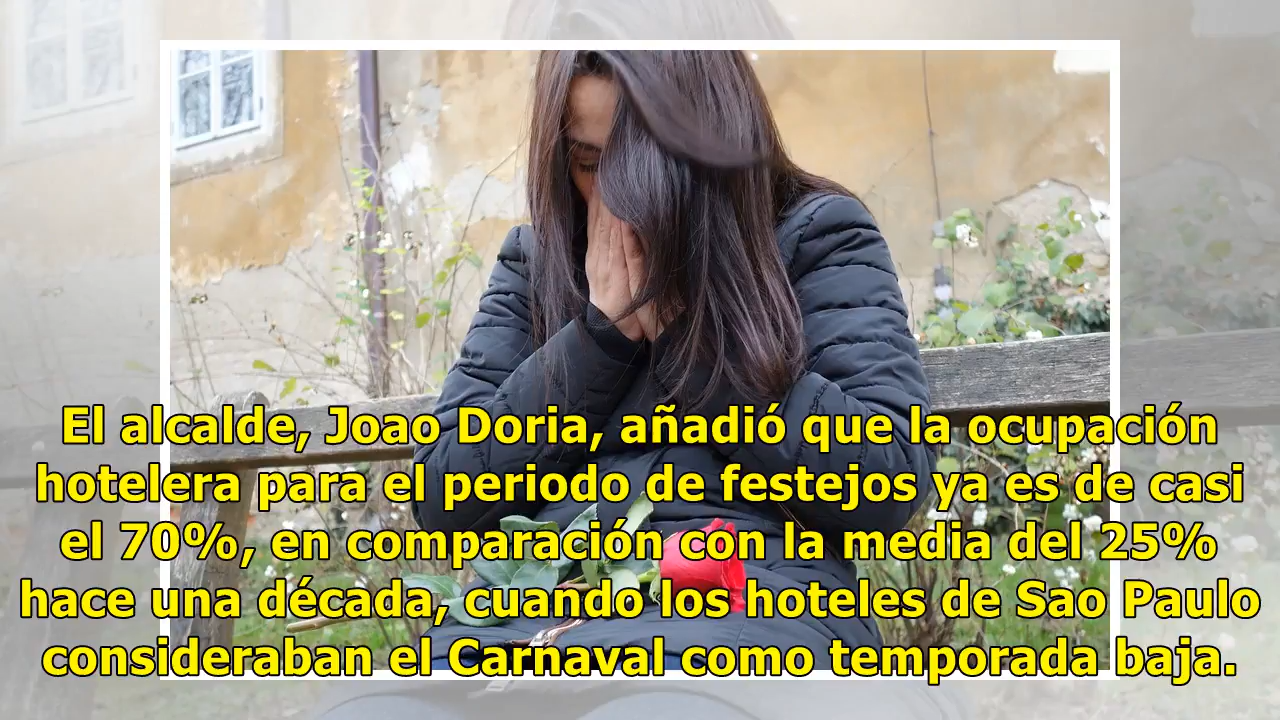 El alcalde, Joao Doria, añadió que la ocupación
hotelera para el periodo de festejos ya es de casi
el 70%, en comparación con la media del 25%
hace una década, cuando los hoteles de Sao Paulo
consideraban el Carnaval como temporada baja.